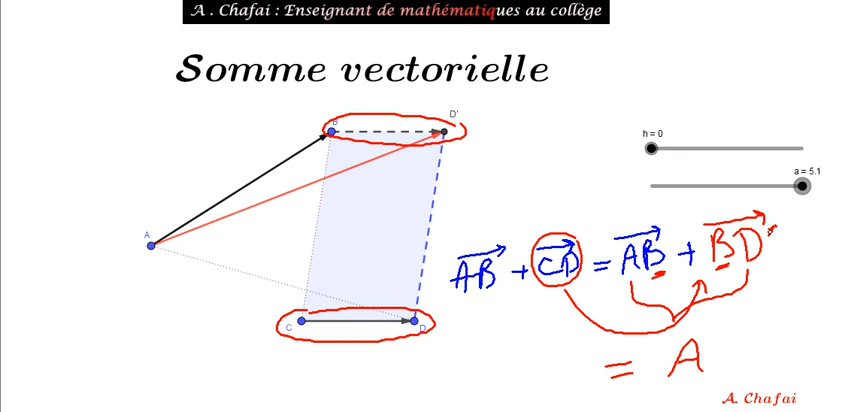 A . Chafai : Enseignant de mathématiques au collège
Somme vectorielle
B
D'
h = 0
a = 5.1
A
AB + CD = AB + BD'
C
D
= A
A. Chafai